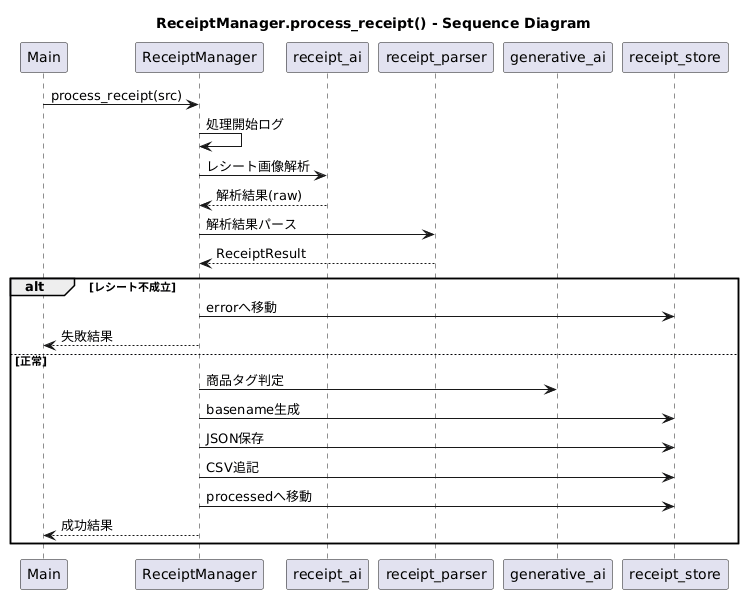 ReceiptManager.process_receipt() - Sequence Diagram
Main ReceiptManager receipt_ai receipt_parser generative_ai receipt_store
process_receipt(src)
処理開始ログ
レシート画像解析
解析結果(raw)
解析結果パース
ReceiptResult
alt [レシート不成立]
errorへ移動
失敗結果
[正常]
商品タグ判定
basename生成
JSON保存
CSV追記
processedへ移動
成功結果
Main ReceiptManager receipt_ai receipt_parser generative_ai receipt_store